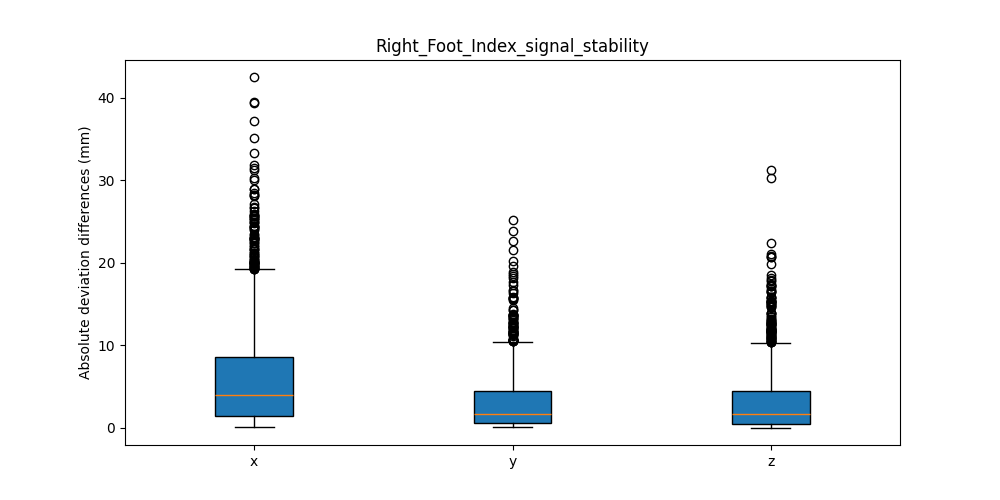 Right_Foot_Index_signal_stability
Absolute deviation differences (mm)
40
30
20
10
0
x
y
z